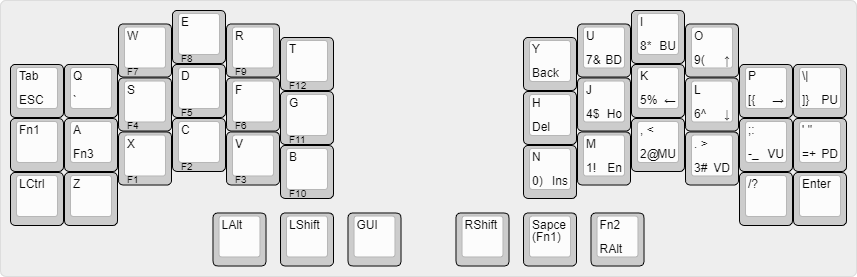 Tab
ESC
Q
`
W
F7
E
F8
R
F9
T
F12
Y
Back
U
7& BD
I
8* BU
O
9( ↑
P
[{ →
\|
]} PU
Fn1
A
Fn3
S
F4
D
F5
F
F6
G
F11
H
Del
J
4$ Ho
K
5% ←
L
6^ ↓
;:
-_ VU
' "
=+ PD
LCtrl
Z
X
F1
C
F2
V
F3
B
F10
N
0) Ins
M
1! En
, <
2@MU
. >
3# VD
/?
Enter
LAlt
LShift
GUI
RShift
Sapce
(Fn1)
Fn2
RAlt